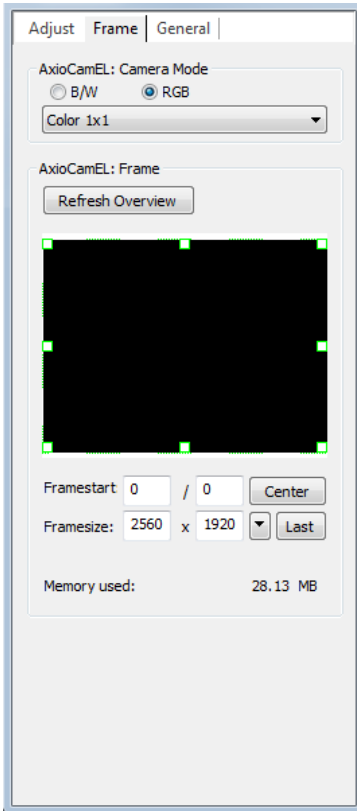 Adjust Frame General
AxioCamEL: Camera Mode
B/W RGB
Color 1x1
AxioCamEL: Frame
Refresh Overview
Framestart 0 / 0 Center
Framesize: 2560 x 1920 Last
Memory used: 28.13 MB